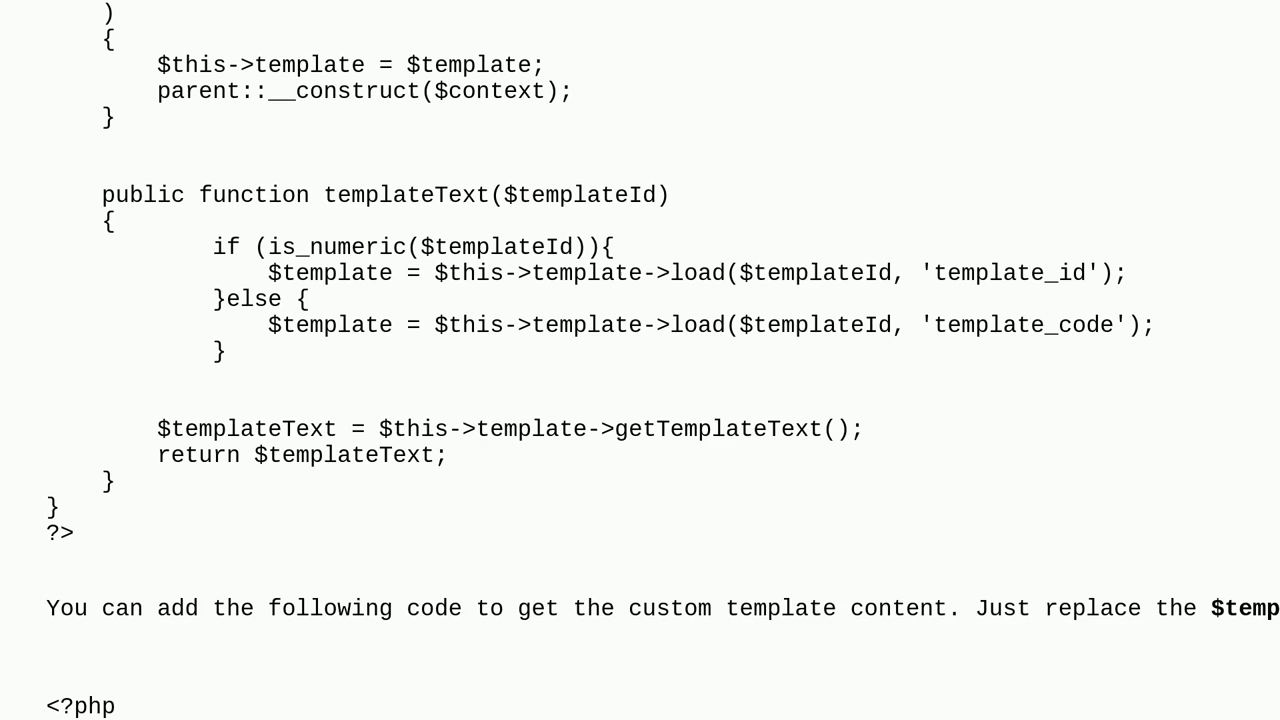 )
{
$this->template = $template;
parent::__construct($context);
}
public function templateText($templateId)
{
if (is_numeric($templateId)){
$template = $this->template->load($templateId, 'template_id');
}else {
$template = $this->template->load($templateId, 'template_code');
}
$templateText = $this->template->getTemplateText();
return $templateText;
}
}
?>
You can add the following code to get the custom template content. Just replace the $temp
<?php